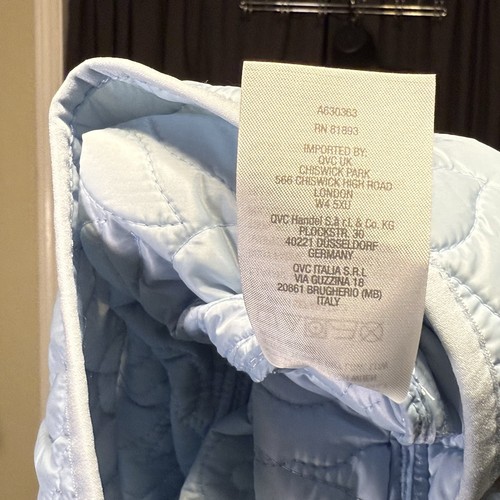 A630363
RN 81893
IMPORTED BY:
QVC UK
CHISWICK PARK
566 CHISWICK HIGH ROAD
LONDON
W4 5XU
QVC Handel S.à r.L. & Co. KG
PLOCKSTR. 30
40221 DÜSSELDORF
GERMANY
QVC ITALIA S.R.L
VIA GUZZINA 18
20861 BRUGHERIO (MB)
ITALY